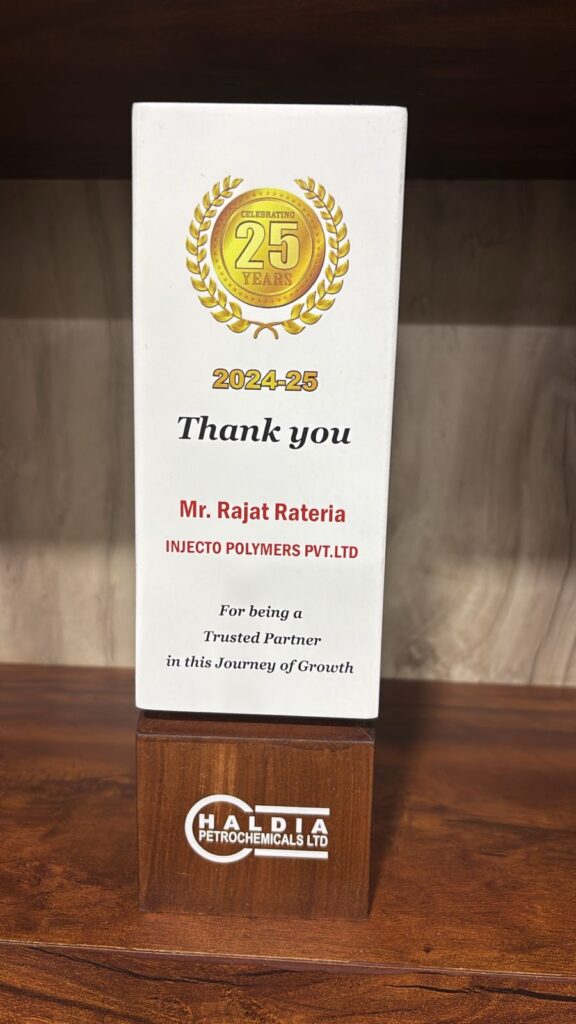 CELEBRATING
25
YEARS
2024-25
Thank you
Mr. Rajat Rateria
INJECTO POLYMERS PVT.LTD
For being a
Trusted Partner
in this Journey of Growth
HALDIA
PETROCHEMICALS LTD